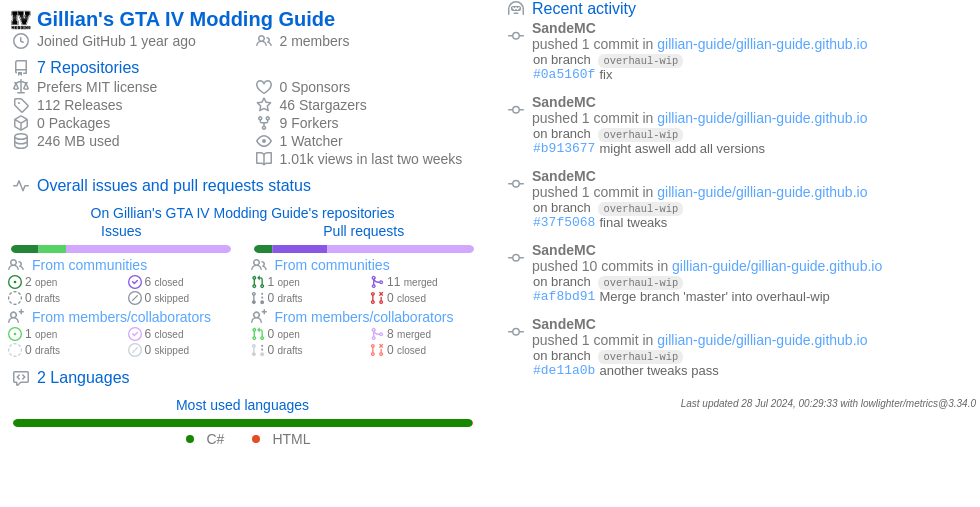 Gillian's GTA IV Modding Guide
Joined GitHub 1 year ago
2 members
7 Repositories
Prefers MIT license
0 Sponsors
112 Releases
46 Stargazers
0 Packages
9 Forkers
246 MB used
1 Watcher
1.01k views in last two weeks
Overall issues and pull requests status
On Gillian's GTA IV Modding Guide's repositories
Issues
Pull requests
From communities
2 open
6 closed
0 drafts
0 skipped
From members/collaborators
1 open
6 closed
0 drafts
0 skipped
From communities
1 open
11 merged
0 drafts
0 closed
From members/collaborators
0 open
8 merged
0 drafts
0 closed
2 Languages
Most used languages
C#
HTML
Recent activity
SandeMC
pushed 1 commit in gillian-guide/gillian-guide.github.io
on branch overhaul-wip
#0a5160f fix
SandeMC
pushed 1 commit in gillian-guide/gillian-guide.github.io
on branch overhaul-wip
#b913677 might aswell add all versions
SandeMC
pushed 1 commit in gillian-guide/gillian-guide.github.io
on branch overhaul-wip
#37f5068 final tweaks
SandeMC
pushed 10 commits in gillian-guide/gillian-guide.github.io
on branch overhaul-wip
#af8bd91 Merge branch 'master' into overhaul-wip
SandeMC
pushed 1 commit in gillian-guide/gillian-guide.github.io
on branch overhaul-wip
#de11a0b another tweaks pass
Last updated 28 Jul 2024, 00:29:33 with lowlighter/metrics@3.34.0